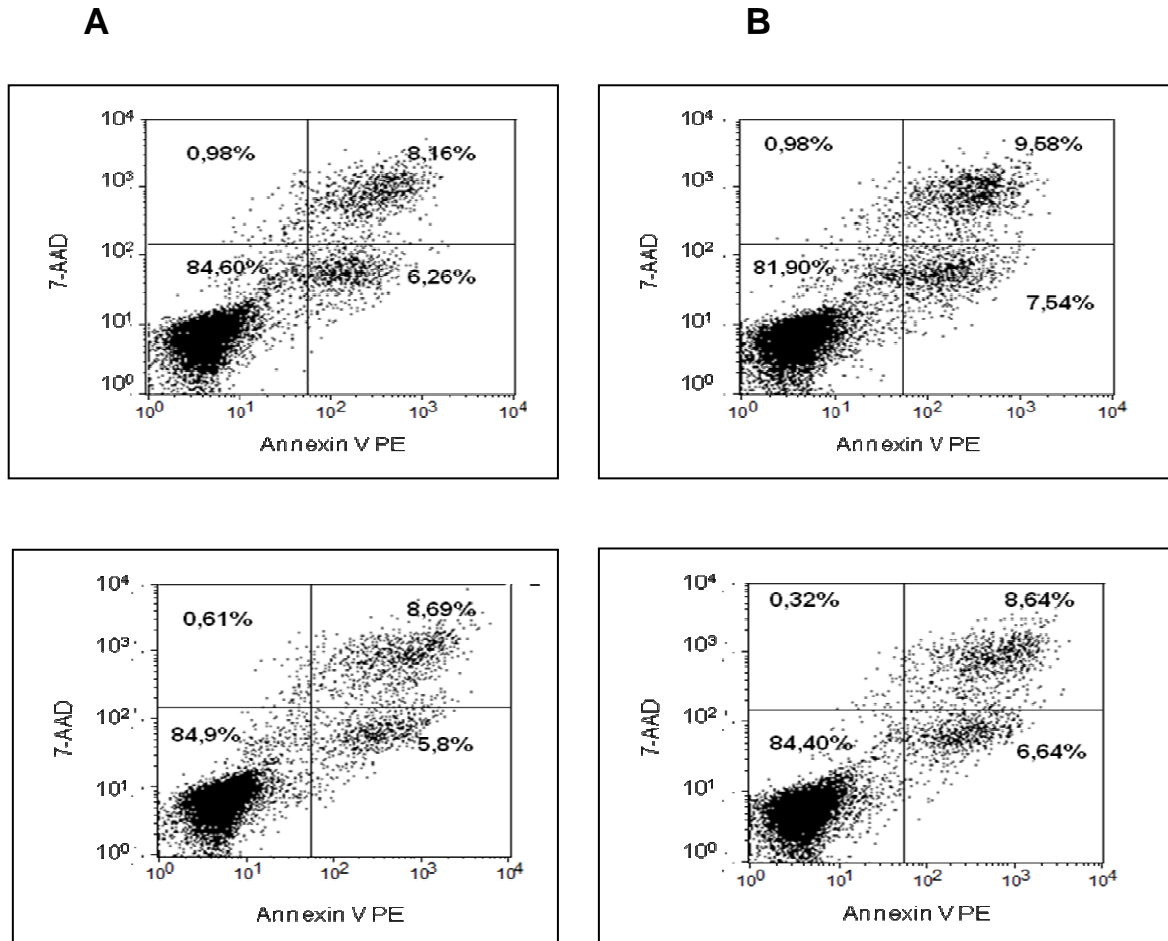 A
B
10⁴
0,98%
8,16%
10³
7-AAD
10²
84,60%
6,26%
10¹
10⁰
10⁰ 10¹ 10² 10³ 10⁴
Annexin V PE
10⁴
0,98%
9,58%
10³
7-AAD
10²
81,90%
7,54%
10¹
10⁰
10⁰ 10¹ 10² 10³ 10⁴
Annexin V PE
10⁴
0,61%
8,69%
10³
7-AAD
10²
84,9%
5,8%
10¹
10⁰
10⁰ 10¹ 10² 10³ 10⁴
Annexin V PE
10⁴
0,32%
8,64%
10³
7-AAD
10²
84,40%
6,64%
10¹
10⁰
10⁰ 10¹ 10² 10³ 10⁴
Annexin V PE